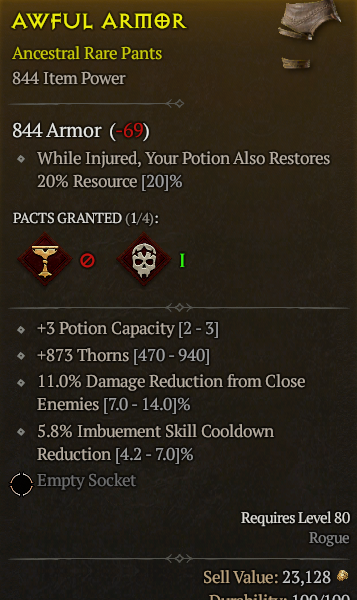 AWFUL ARMOR
Ancestral Rare Pants
844 Item Power
844 Armor (-69)
While Injured, Your Potion Also Restores
20% Resource [20]%
PACTS GRANTED (1/4):
I
+3 Potion Capacity [2 - 3]
+873 Thorns [470 - 940]
11.0% Damage Reduction from Close
Enemies [7.0 - 14.0]%
5.8% Imbuement Skill Cooldown
Reduction [4.2 - 7.0]%
Empty Socket
Requires Level 80
Rogue
Sell Value: 23,128
Durability: 100/100